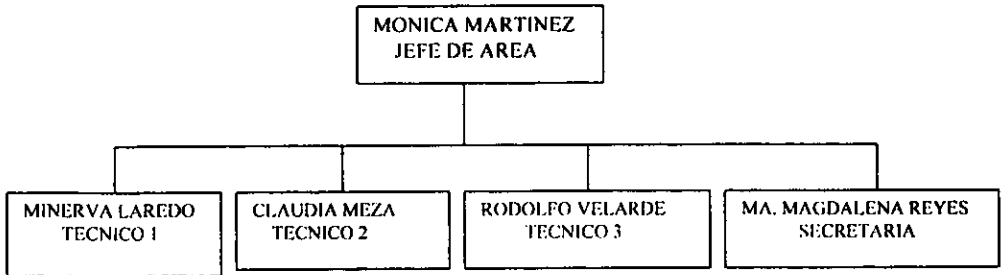 MONICA MARTINEZ
JEFE DE AREA
MINERVA LAREDO
TECNICO 1
CLAUDIA MEZA
TECNICO 2
RODOLFO VELARDE
TECNICO 3
MA. MAGDALENA REYES
SECRETARIA